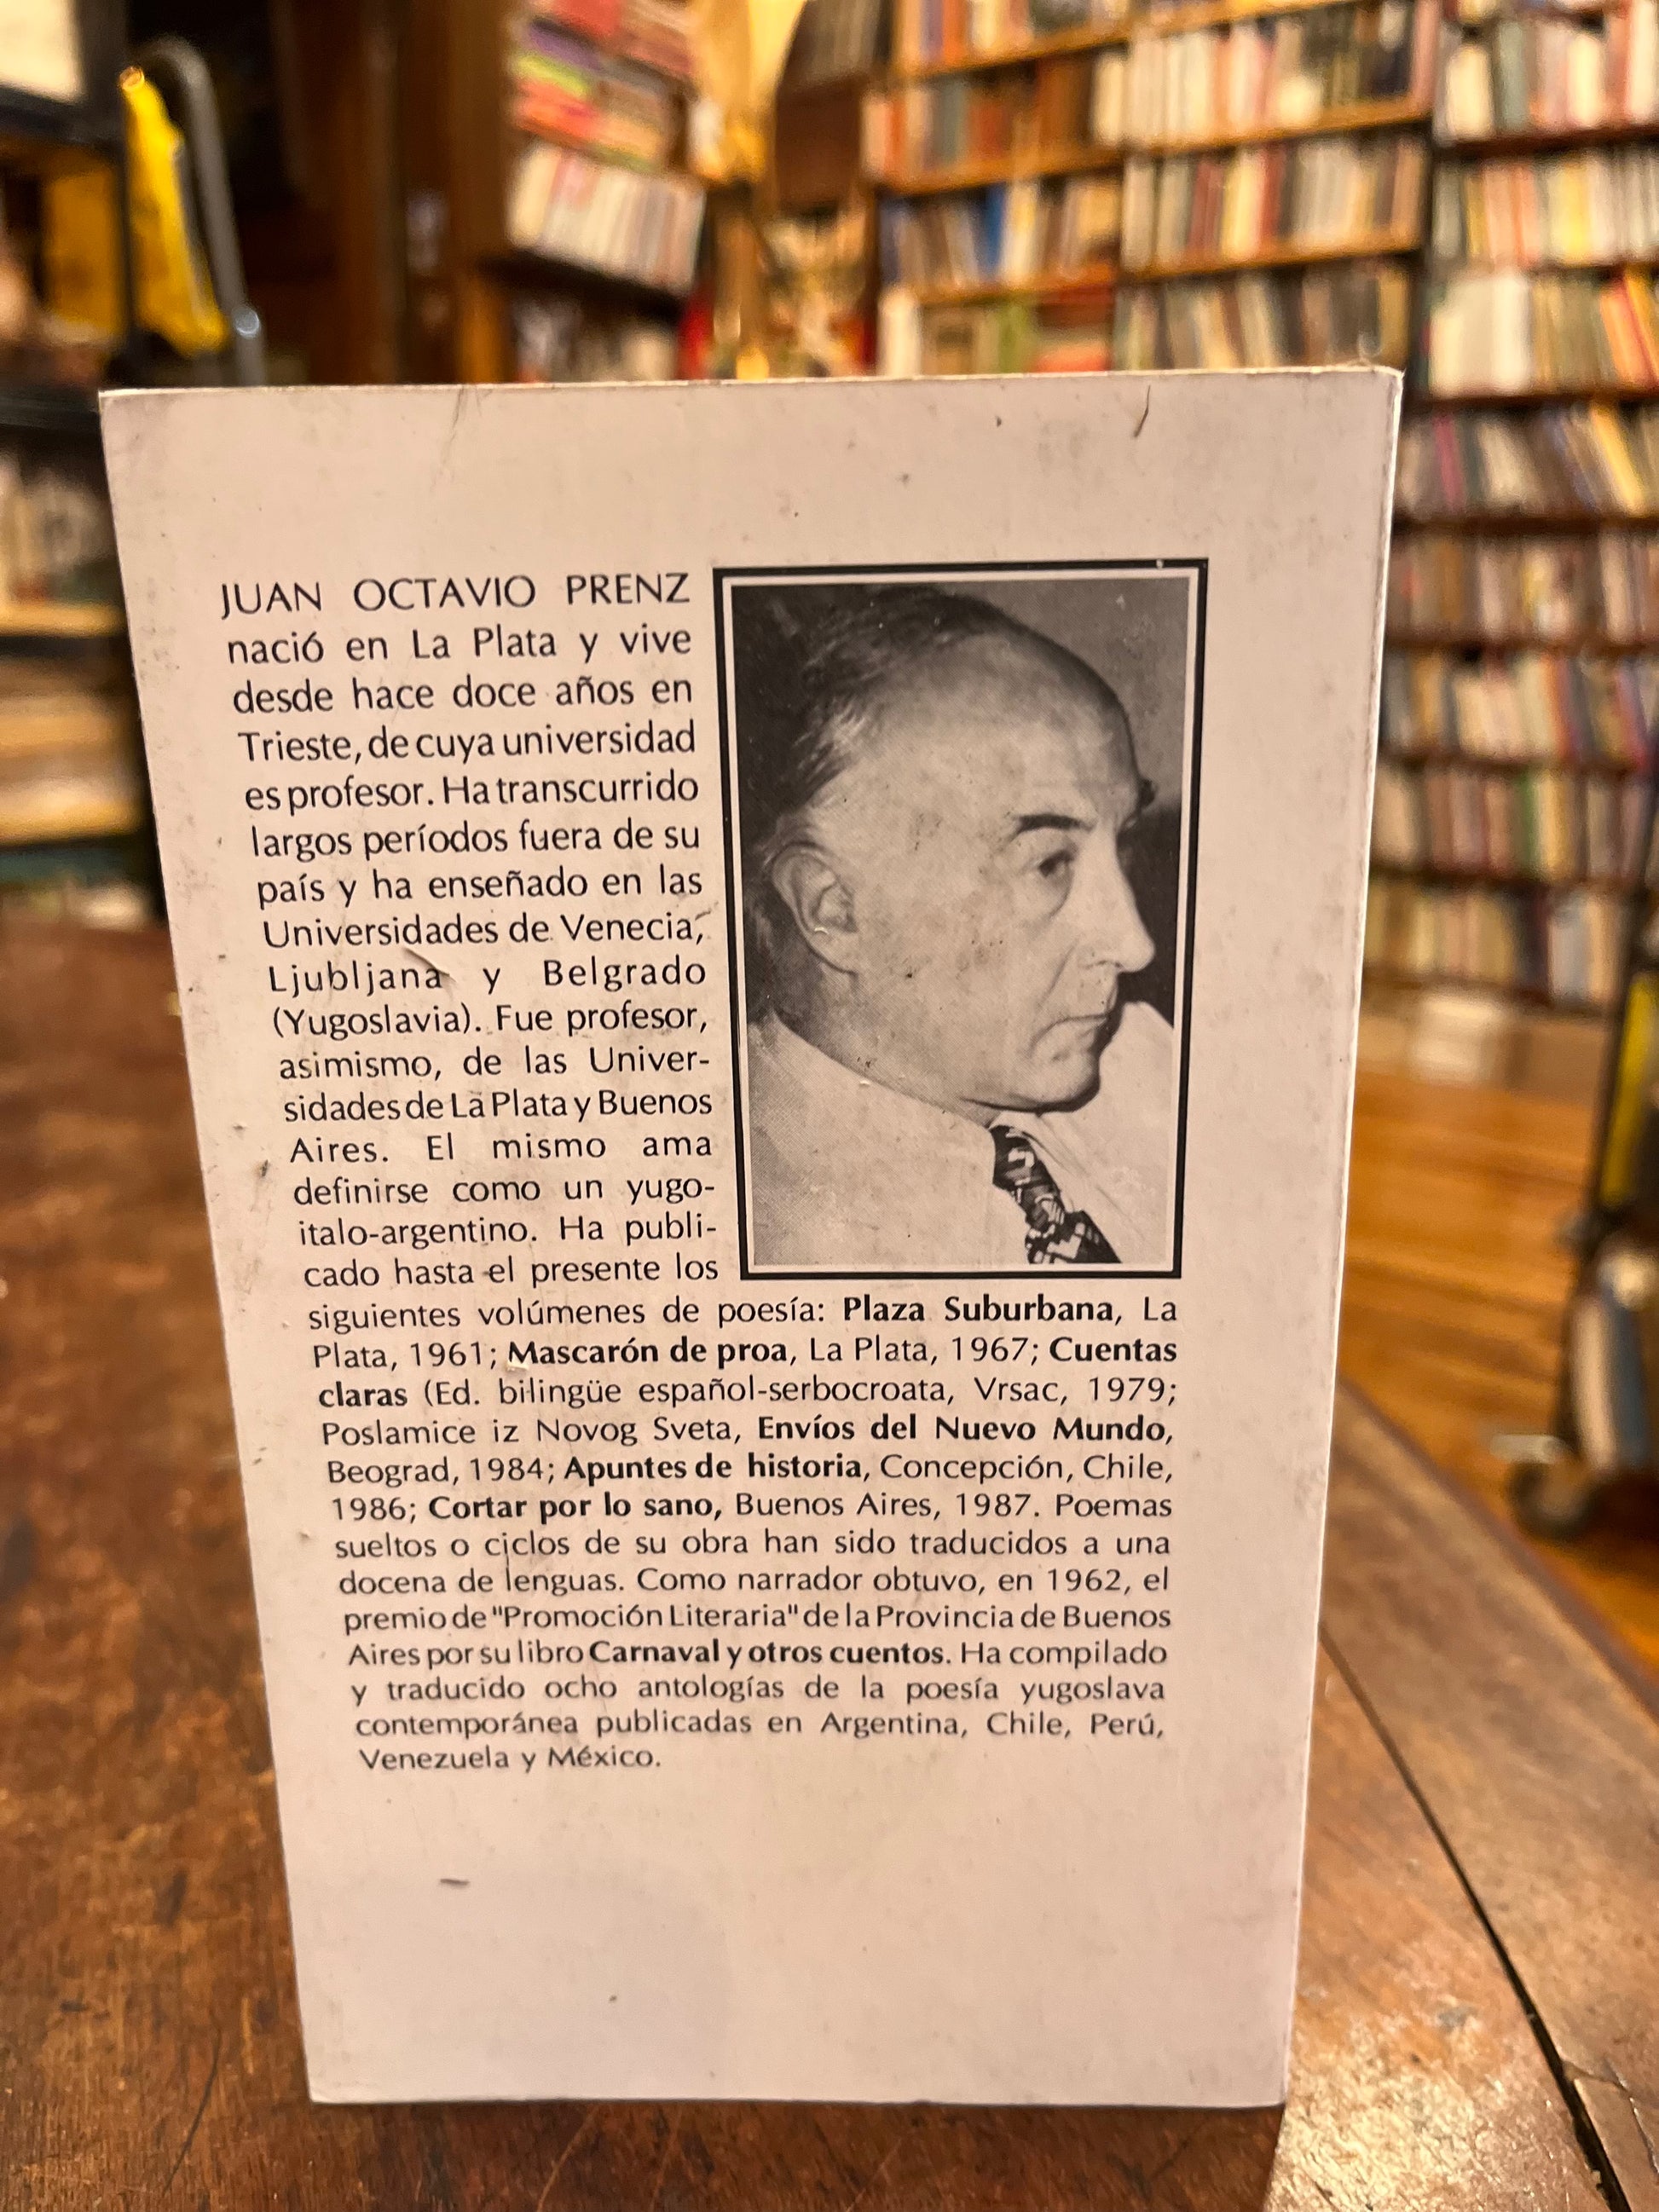 JUAN OCTAVIO PRENZ
nació en La Plata y vive
desde hace doce años en
Trieste, de cuya universidad
es profesor. Ha transcurrido
largos períodos fuera de su
país y ha enseñado en las
Universidades de Venecia,
Ljubljana y Belgrado
(Yugoslavia). Fue profesor,
asimismo, de las Univer-
sidades de La Plata y Buenos
Aires. El mismo ama
definirse como un yugo-
italo-argentino. Ha publi-
cado hasta el presente los
siguientes volúmenes de poesía: Plaza Suburbana, La
Plata, 1961; Mascarón de proa, La Plata, 1967; Cuentas
claras (Ed. bilingüe español-serbocroata, Vrsac, 1979;
Poslamice iz Novog Sveta, Envíos del Nuevo Mundo,
Beograd, 1984; Apuntes de historia, Concepción, Chile,
1986; Cortar por lo sano, Buenos Aires, 1987. Poemas
sueltos o ciclos de su obra han sido traducidos a una
docena de lenguas. Como narrador obtuvo, en 1962, el
premio de "Promoción Literaria" de la Provincia de Buenos
Aires por su libro Carnaval y otros cuentos. Ha compilado
y traducido ocho antologías de la poesía yugoslava
contemporánea publicadas en Argentina, Chile, Perú,
Venezuela y México.